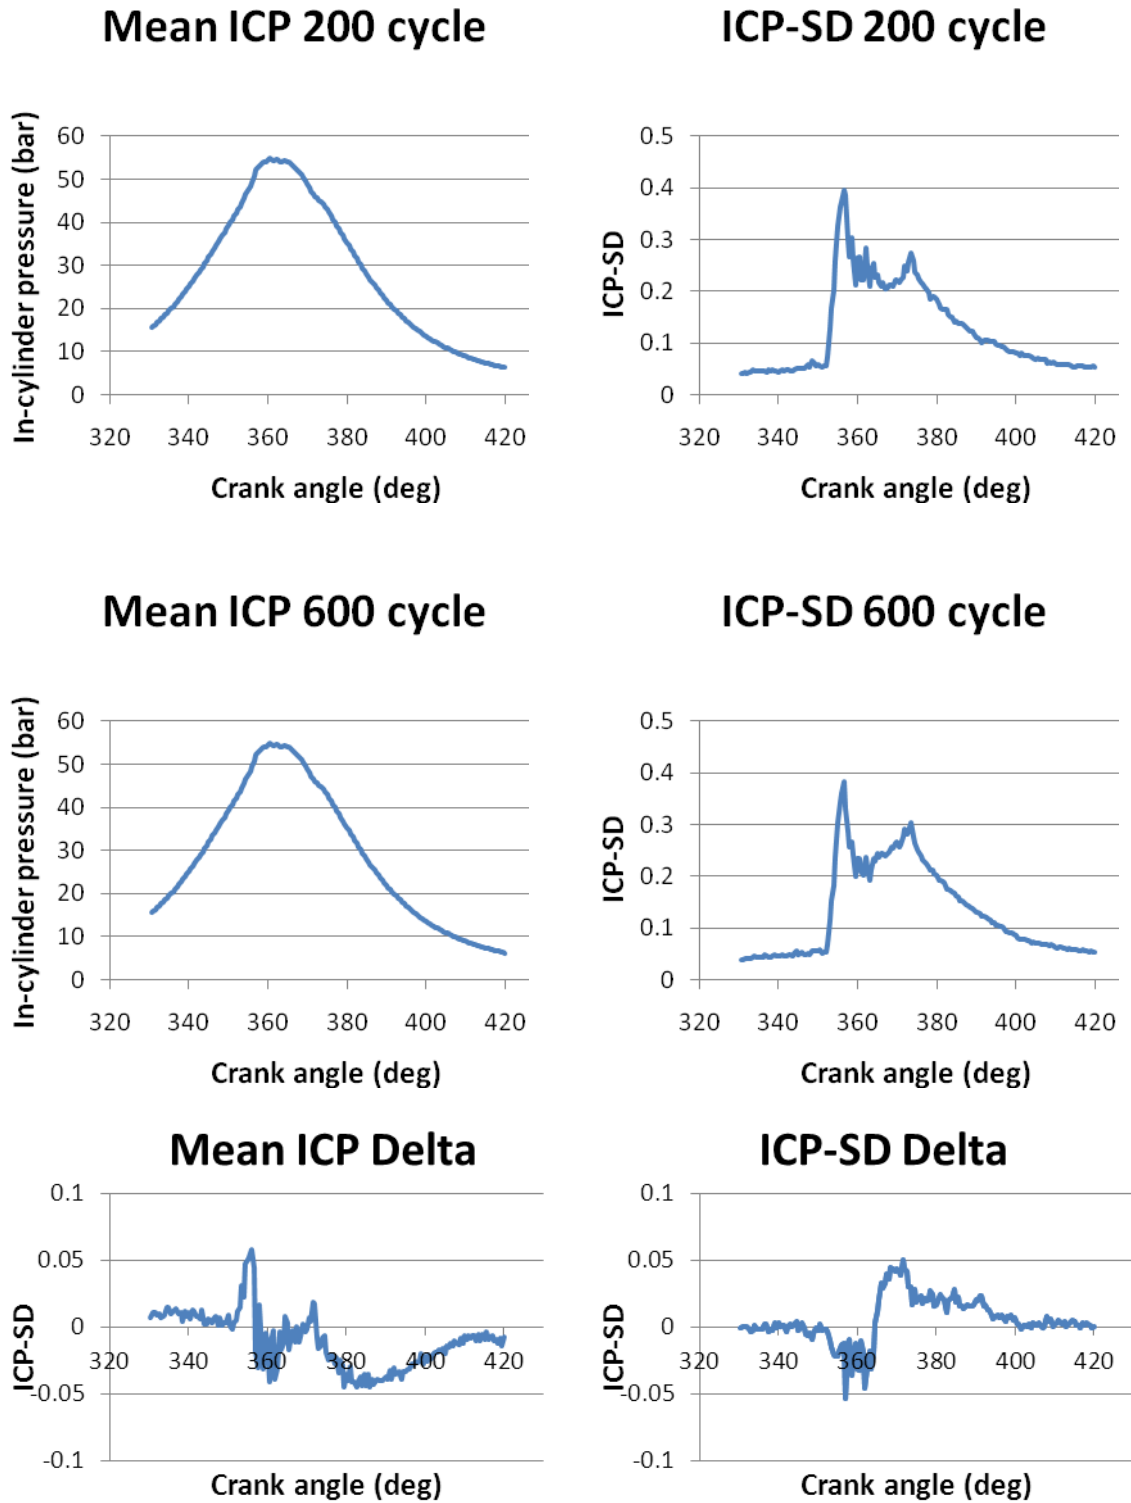 Mean ICP 200 cycle
In-cylinder pressure (bar)
60
50
40
30
20
10
0
320 340 360 380 400 420
Crank angle (deg)
ICP-SD 200 cycle
ICP-SD
0.5
0.4
0.3
0.2
0.1
0
320 340 360 380 400 420
Crank angle (deg)
Mean ICP 600 cycle
In-cylinder pressure (bar)
60
50
40
30
20
10
0
320 340 360 380 400 420
Crank angle (deg)
ICP-SD 600 cycle
ICP-SD
0.5
0.4
0.3
0.2
0.1
0
320 340 360 380 400 420
Crank angle (deg)
Mean ICP Delta
ICP-SD
0.1
0.05
0
-0.05
-0.1
320 340 360 380 400 420
Crank angle (deg)
ICP-SD Delta
ICP-SD
0.1
0.05
0
-0.05
-0.1
320 340 360 380 400 420
Crank angle (deg)